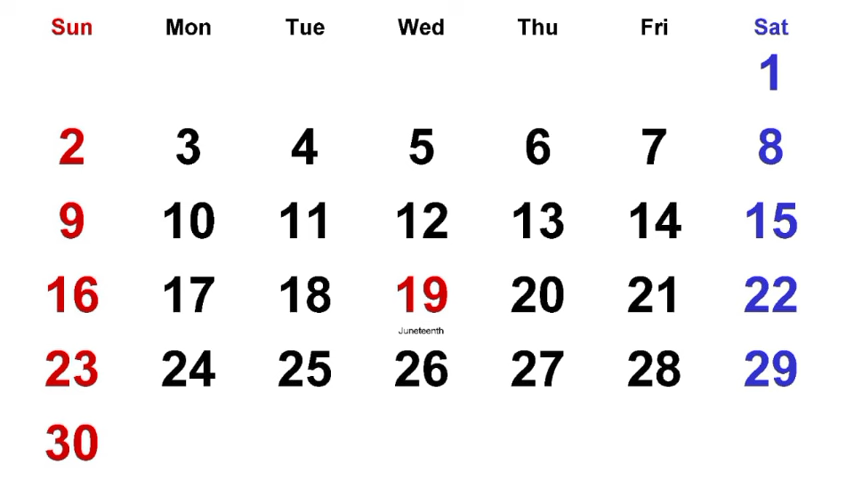 Sun Mon Tue Wed Thu Fri Sat
1
2 3 4 5 6 7 8
9 10 11 12 13 14 15
16 17 18 19 20 21 22
Juneteenth
23 24 25 26 27 28 29
30